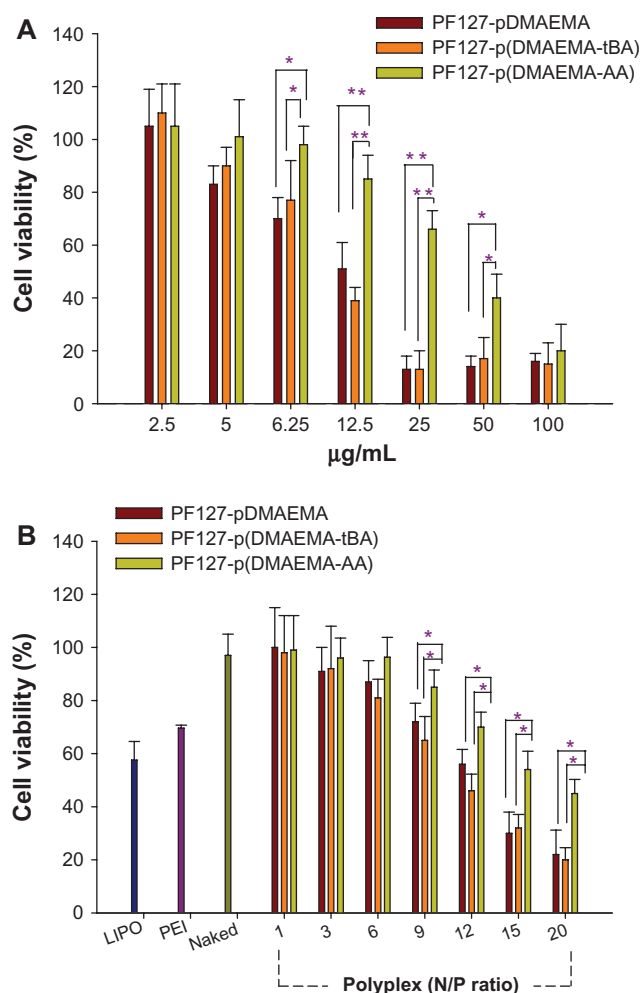 A
PF127-pDMAEMA
PF127-p(DMAEMA-tBA)
PF127-p(DMAEMA-AA)
Cell viability (%)
140
120
100
80
60
40
20
0
* * ** ** ** ** * *
2.5 5 6.25 12.5 25 50 100
µg/mL
B
PF127-pDMAEMA
PF127-p(DMAEMA-tBA)
PF127-p(DMAEMA-AA)
Cell viability (%)
140
120
100
80
60
40
20
0
* * * * * * * *
LIPO PEI Naked 1 3 6 9 12 15 20
Polyplex (N/P ratio)